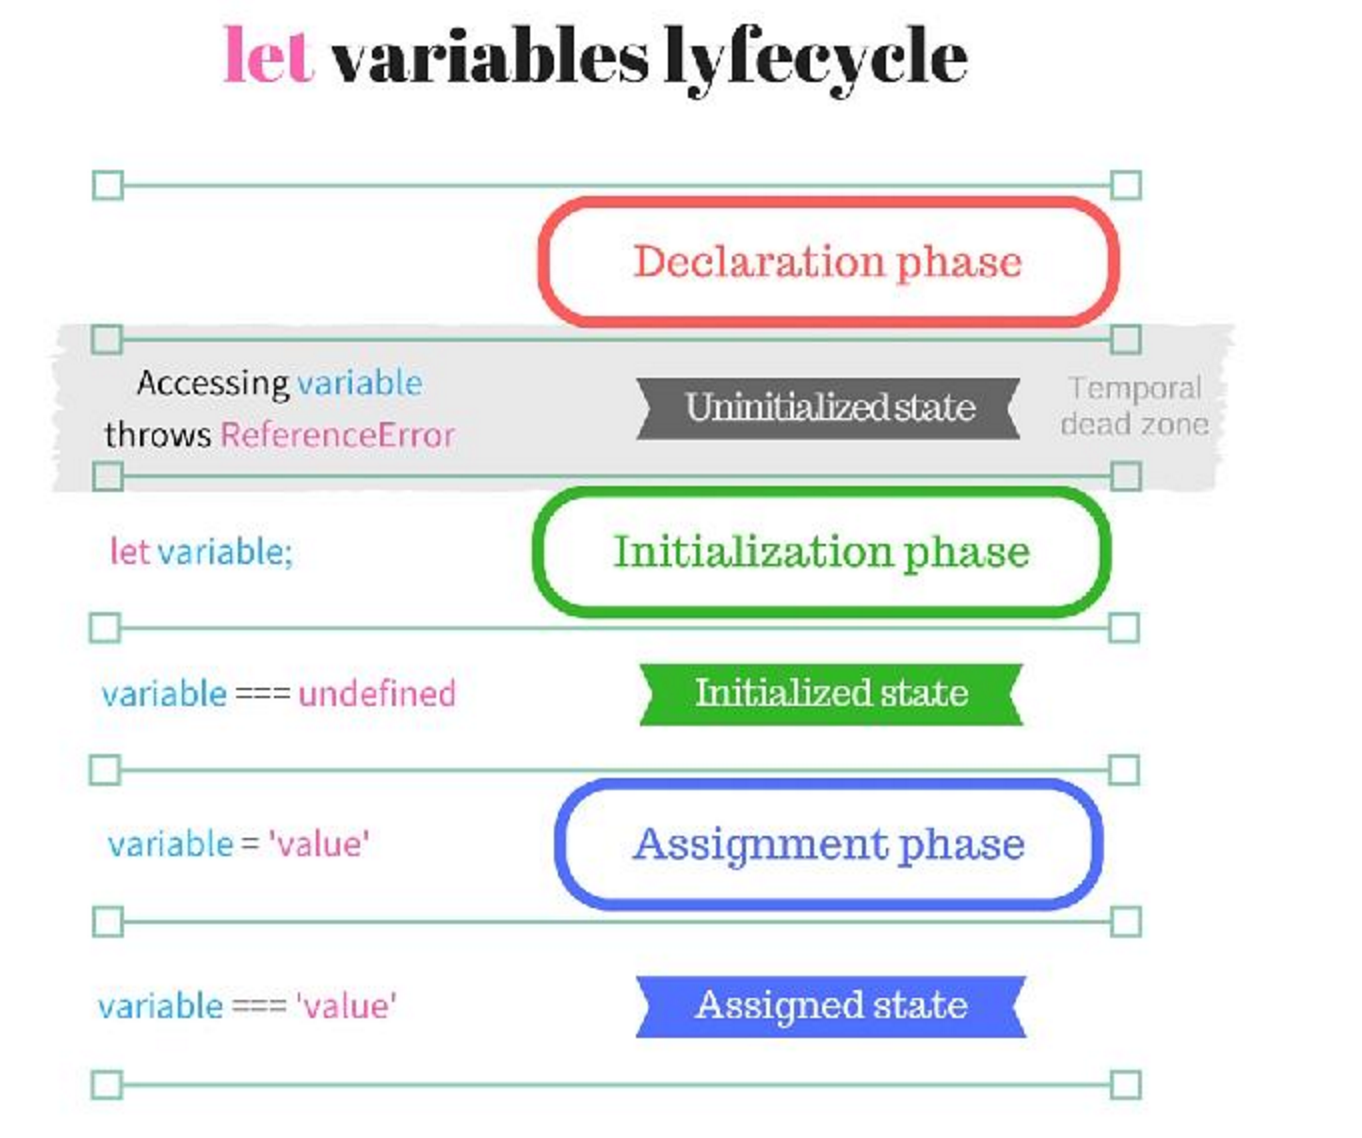 let variables lyfecycle
Declaration phase
Accessing variable
throws ReferenceError
Uninitialized state
Temporal
dead zone
let variable;
Initialization phase
variable === undefined
Initialized state
variable = 'value'
Assignment phase
variable === 'value'
Assigned state